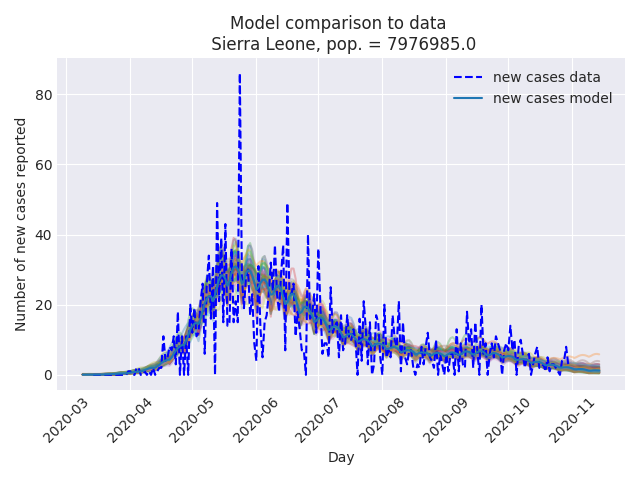 Model comparison to data
Sierra Leone, pop. = 7976985.0
new cases data
new cases model
Number of new cases reported
80
60
40
20
0
2020-03
2020-04
2020-05
2020-06
2020-07
2020-08
2020-09
2020-10
2020-11
Day